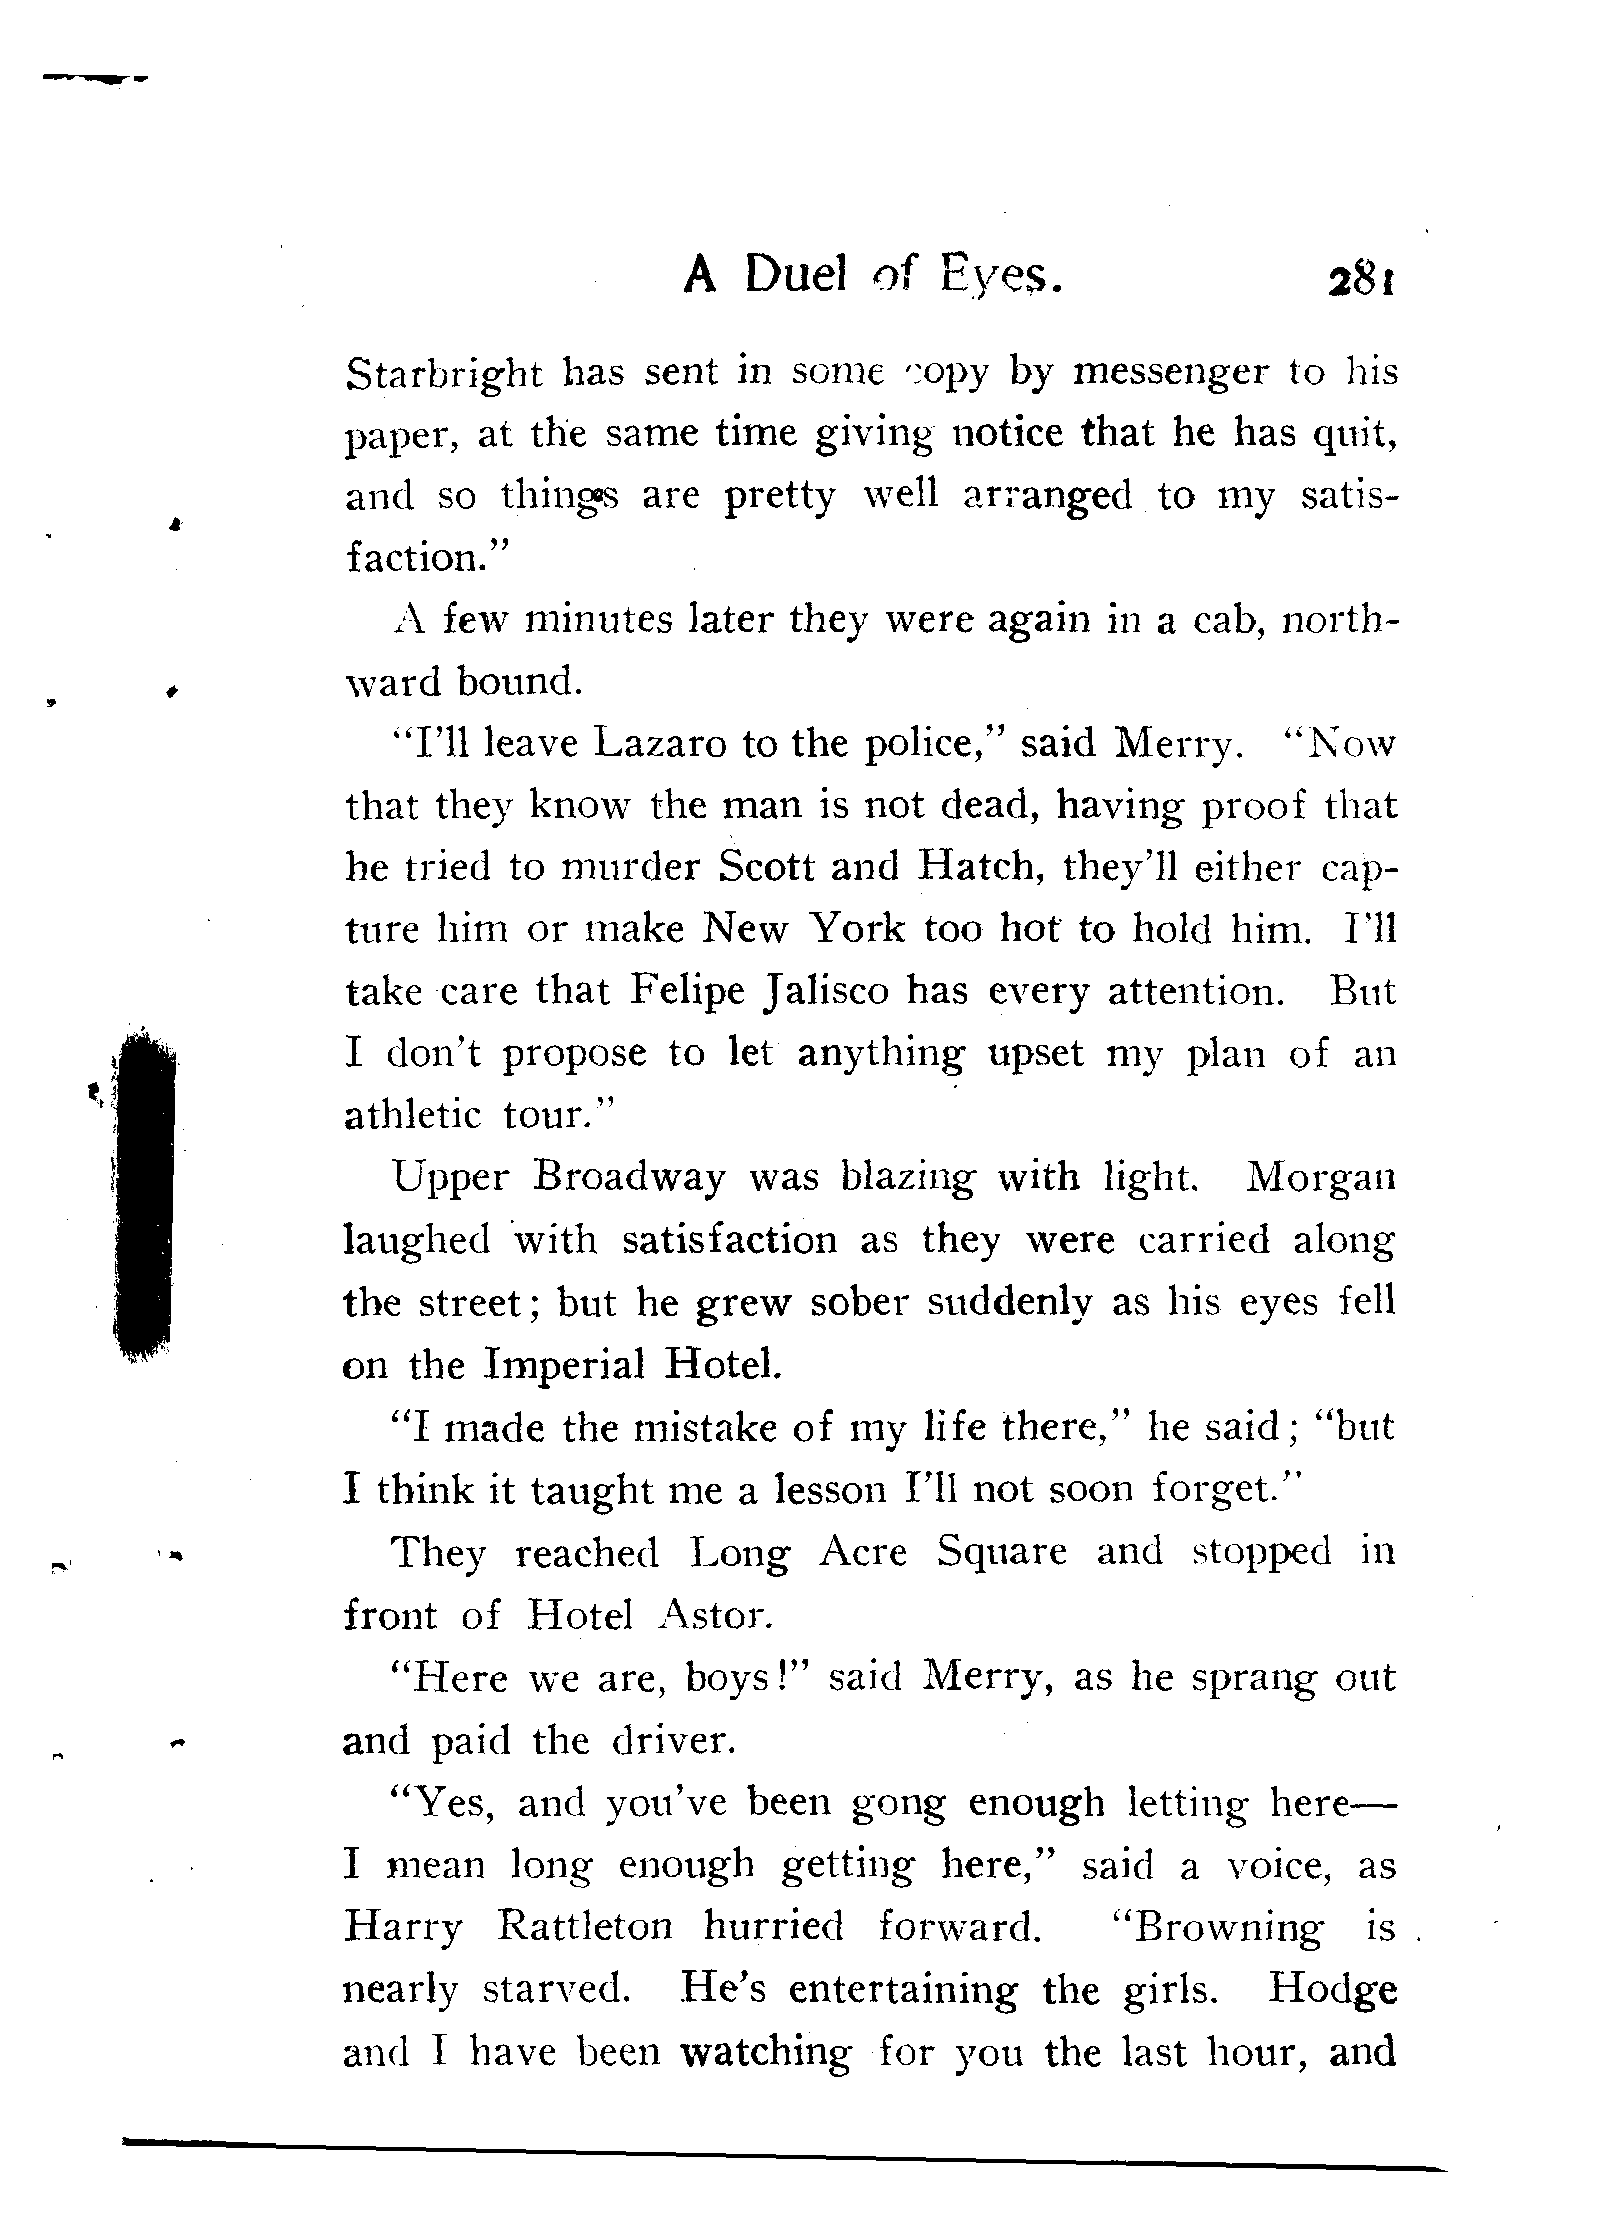 A Duel of Eyes. 281
Starbright has sent in some copy by messenger to his
paper, at the same time giving notice that he has quit,
and so things are pretty well arranged to my satis-
faction."
A few minutes later they were again in a cab, north-
ward bound.
"I'll leave Lazaro to the police," said Merry. "Now
that they know the man is not dead, having proof that
he tried to murder Scott and Hatch, they'll either cap-
ture him or make New York too hot to hold him. I'll
take care that Felipe Jalisco has every attention. But
I don't propose to let anything upset my plan of an
athletic tour."
Upper Broadway was blazing with light. Morgan
laughed with satisfaction as they were carried along
the street; but he grew sober suddenly as his eyes fell
on the Imperial Hotel.
"I made the mistake of my life there," he said; "but
I think it taught me a lesson I'll not soon forget."
They reached Long Acre Square and stopped in
front of Hotel Astor.
"Here we are, boys!" said Merry, as he sprang out
and paid the driver.
"Yes, and you've been gong enough letting here—
I mean long enough getting here," said a voice, as
Harry Rattleton hurried forward. "Browning is
nearly starved. He's entertaining the girls. Hodge
and I have been watching for you the last hour, and